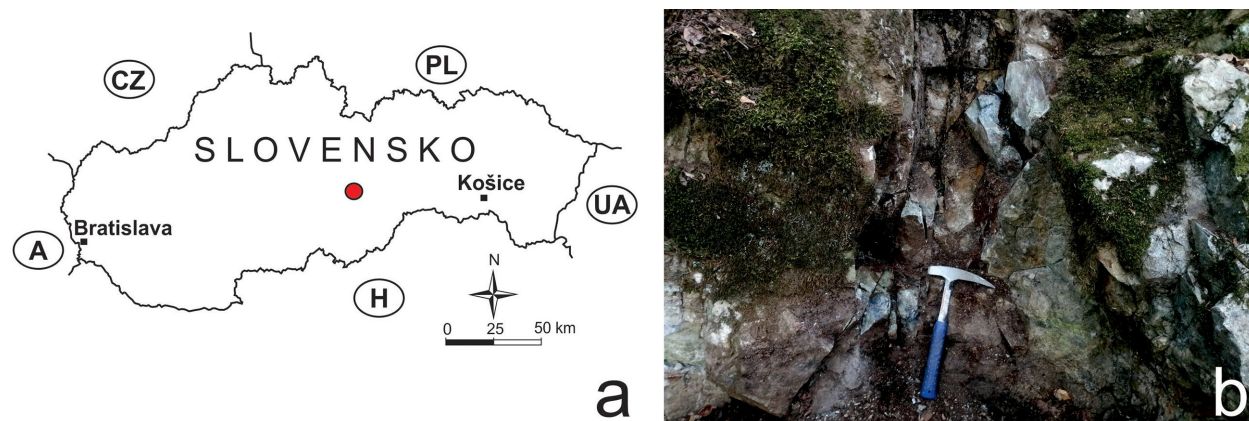 CZ
PL
SLOVENSKO
Košice
UA
Bratislava
A
N
H
0 25 50 km
a
b